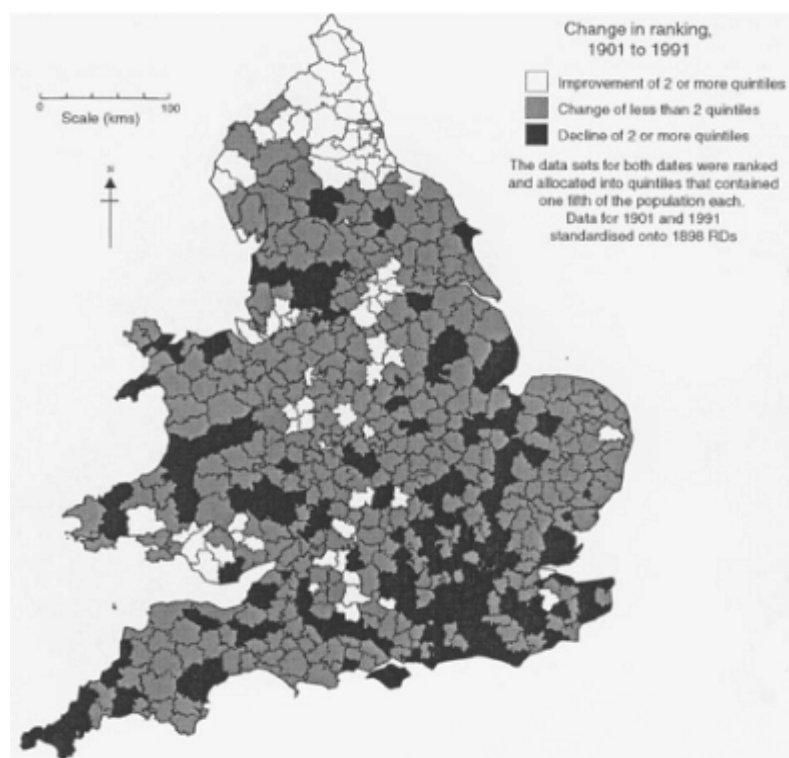 Change in ranking,
1901 to 1991
Improvement of 2 or more quintiles
Change of less than 2 quintiles
Decline of 2 or more quintiles
The data sets for both dates were ranked
and allocated into quintiles that contained
one fifth of the population each.
Data for 1901 and 1991
standardised onto 1898 RDs
0 100
Scale (kms)
N